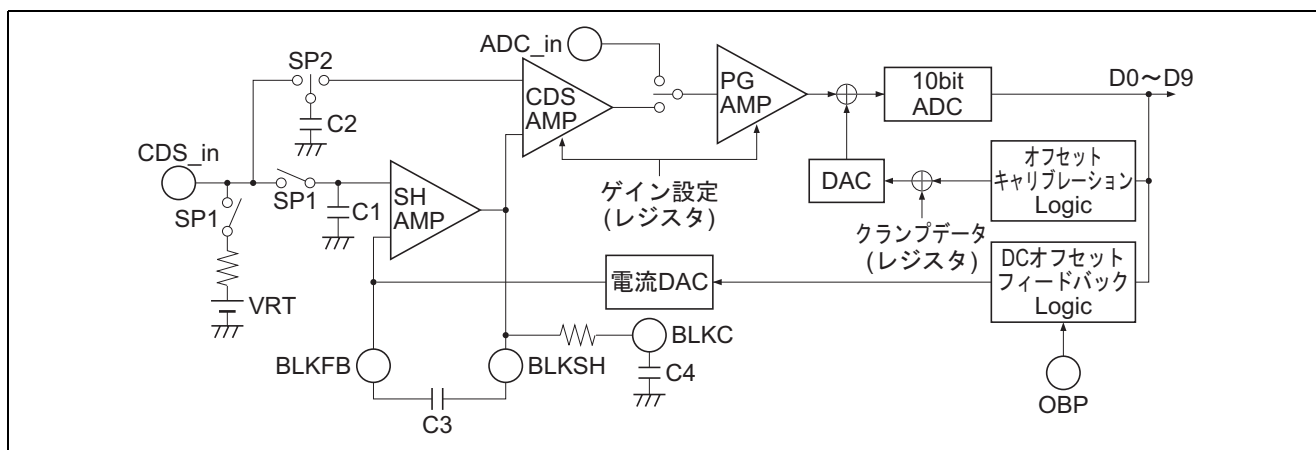 ADC_in
SP2
CDS
AMP
PG
AMP
10bit
ADC
D0～D9
C2
CDS_in
SP1
SP1
C1
SH
AMP
ゲイン設定
(レジスタ)
DAC
オフセット
キャリブレーション
Logic
クランプデータ
(レジスタ)
VRT
電流DAC
DCオフセット
フィードバック
Logic
BLKFB
BLKSH
BLKC
C4
C3
OBP